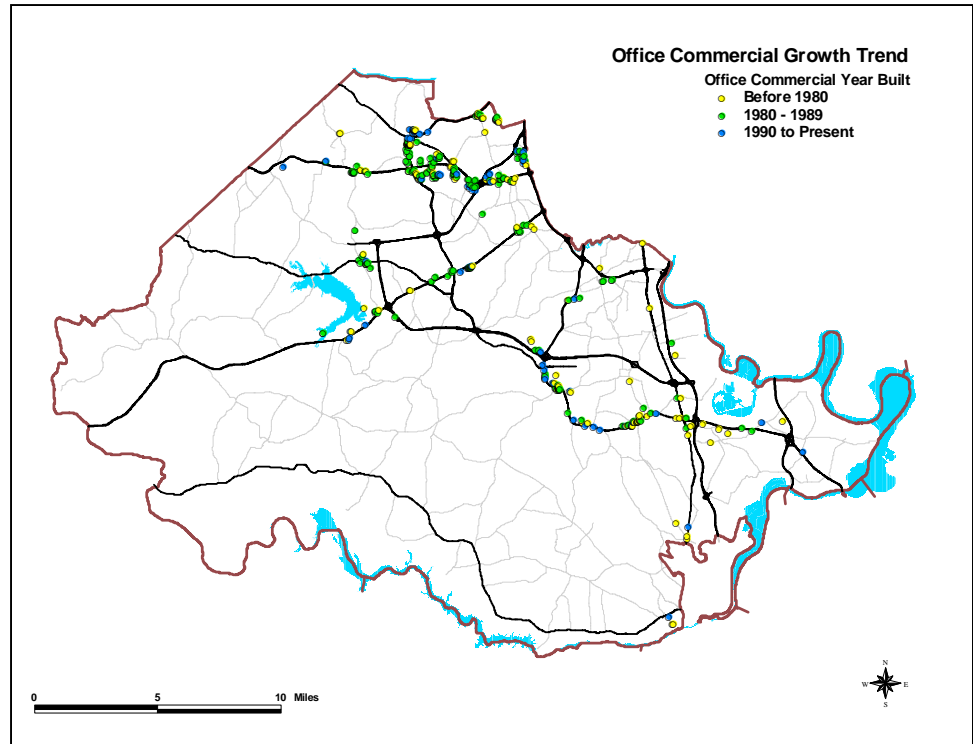 Office Commercial Growth Trend
Office Commercial Year Built
Before 1980
1980 - 1989
1990 to Present
N
W E
S
0 5 10 Miles